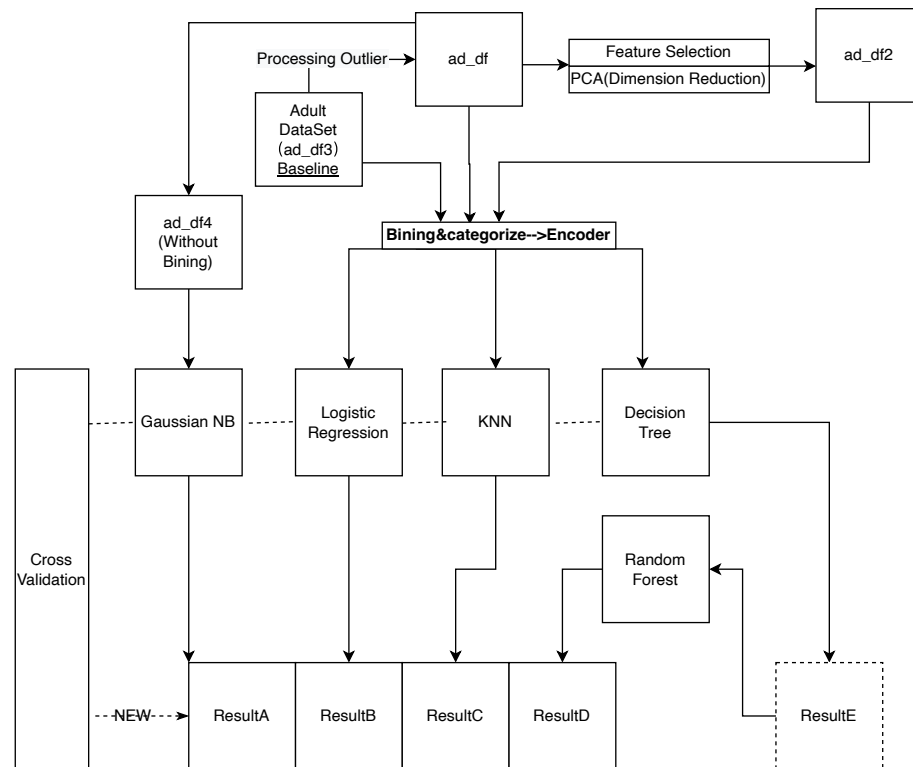 Processing Outlier
ad_df
Feature Selection
PCA(Dimension Reduction)
ad_df2
Adult
DataSet
(ad_df3)
Baseline
ad_df4
(Without
Bining)
Bining&categorize-->Encoder
Gaussian NB
Logistic
Regression
KNN
Decision
Tree
Cross
Validation
Random
Forest
NEW
ResultA
ResultB
ResultC
ResultD
ResultE